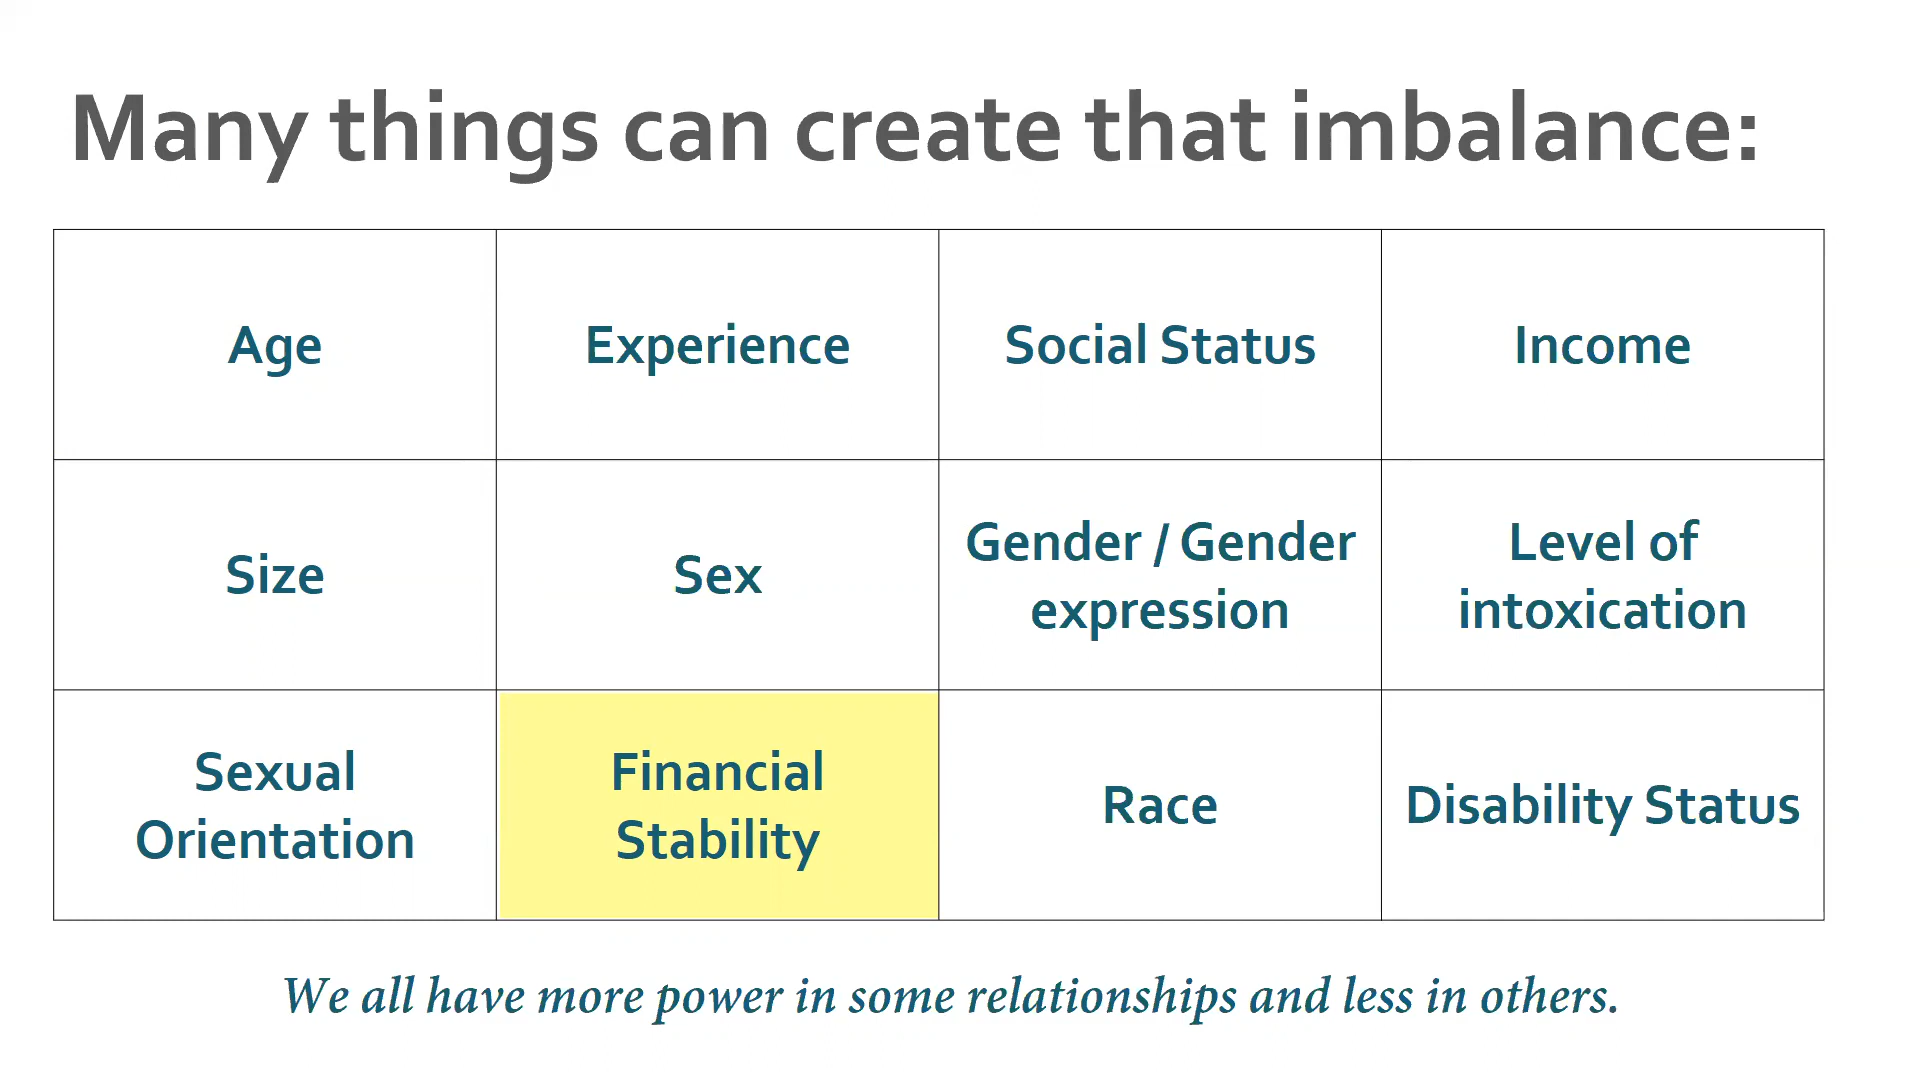 Many things can create that imbalance:
Age
Experience
Social Status
Income
Size
Sex
Gender / Gender
expression
Level of
intoxication
Sexual
Orientation
Financial
Stability
Race
Disability Status
We all have more power in some relationships and less in others.